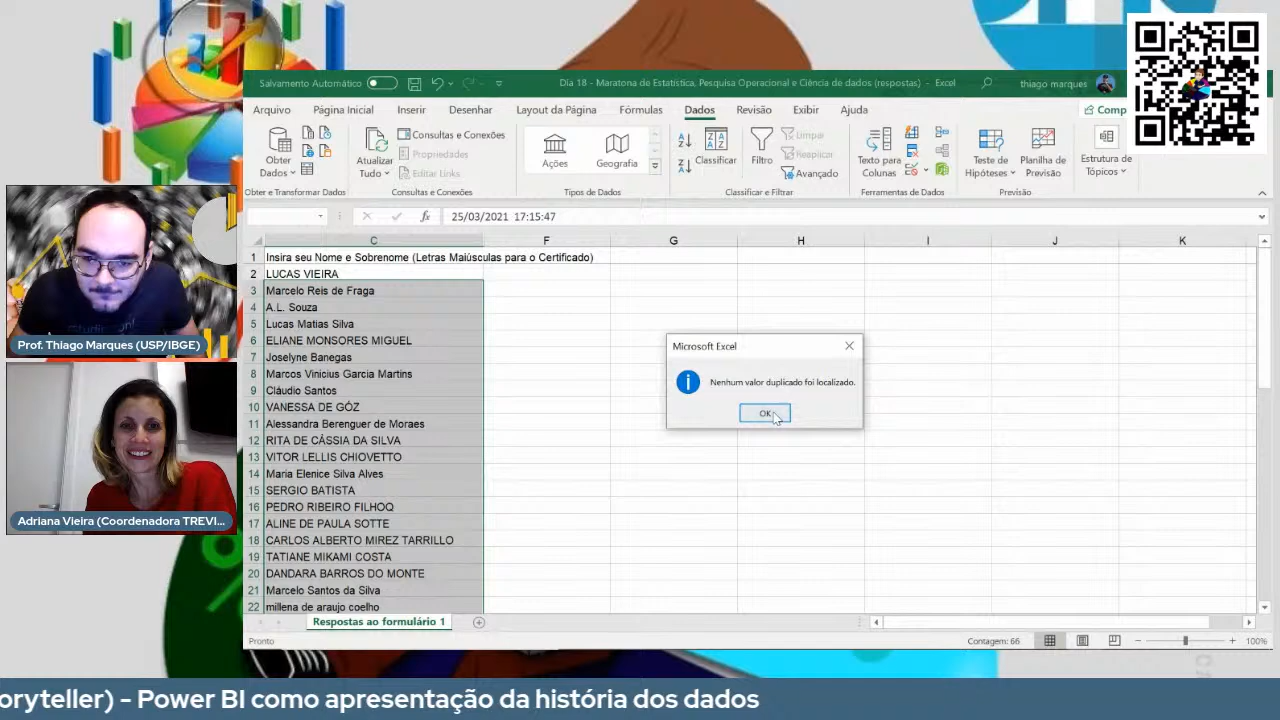 Salvamento Automático
Dia 18 - Maratona de Estatística, Pesquisa Operacional e Ciência de dados (respostas) - Excel
thiago marques
Arquivo Página Inicial Inserir Desenhar Layout da Página Fórmulas Dados Revisão Exibir Ajuda Comp
Obter Dados
Atualizar Tudo
Consultas e Conexões
Propriedades
Editar Links
Ações
Geografia
Classificar
Filtro
Limpar
Reaplicar
Avançado
Texto para Colunas
Teste de Hipóteses
Planilha de Previsão
Estrutura de Tópicos
Obter e Transformar Dados Consultas e Conexões Tipos de Dados Classificar e Filtrar Ferramentas de Dados Previsão
fx 25/03/2021 17:15:47
C F G H I J K
1 Insira seu Nome e Sobrenome (Letras Maiúsculas para o Certificado)
2 LUCAS VIEIRA
3 Marcelo Reis de Fraga
4 A.L. Souza
5 Lucas Matias Silva
6 ELIANE MONSORES MIGUEL
7 Joselyne Banegas
8 Marcos Vinicius Garcia Martins
9 Cláudio Santos
10 VANESSA DE GÓZ
11 Alessandra Berenguer de Moraes
12 RITA DE CÁSSIA DA SILVA
13 VITOR LELLIS CHIOVETTO
14 Maria Elenice Silva Alves
15 SERGIO BATISTA
16 PEDRO RIBEIRO FILHOQ
17 ALINE DE PAULA SOTTE
18 CARLOS ALBERTO MIREZ TARRILLO
19 TATIANE MIKAMI COSTA
20 DANDARA BARROS DO MONTE
21 Marcelo Santos da Silva
22 millena de araujo coelho
Microsoft Excel
Nenhum valor duplicado foi localizado.
OK
Respostas ao formulário 1
Pronto
Contagem: 66
100%
Prof. Thiago Marques (USP/IBGE)
Adriana Vieira (Coordenadora TREVI...
oryteller) - Power BI como apresentação da história dos dados